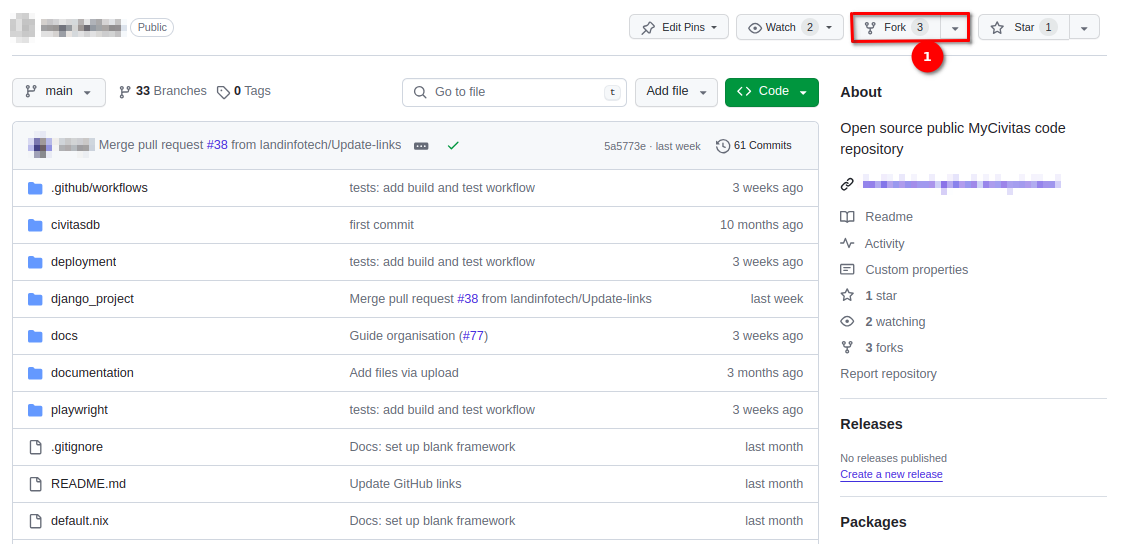 Public
Edit Pins
Watch 2
Fork 3
Star 1
1
main
33 Branches
0 Tags
Go to file
t
Add file
Code
Merge pull request #38 from landinfotech/Update-links
5a5773e · last week
61 Commits
.github/workflows tests: add build and test workflow 3 weeks ago
civitasdb first commit 10 months ago
deployment tests: add build and test workflow 3 weeks ago
django_project Merge pull request #38 from landinfotech/Update-links last week
docs Guide organisation (#77) 3 weeks ago
documentation Add files via upload 3 months ago
playwright tests: add build and test workflow 3 weeks ago
.gitignore Docs: set up blank framework last month
README.md Update GitHub links last month
default.nix Docs: set up blank framework last month
About
Open source public MyCivitas code
repository
Readme
Activity
Custom properties
1 star
2 watching
3 forks
Report repository
Releases
No releases published
Create a new release
Packages